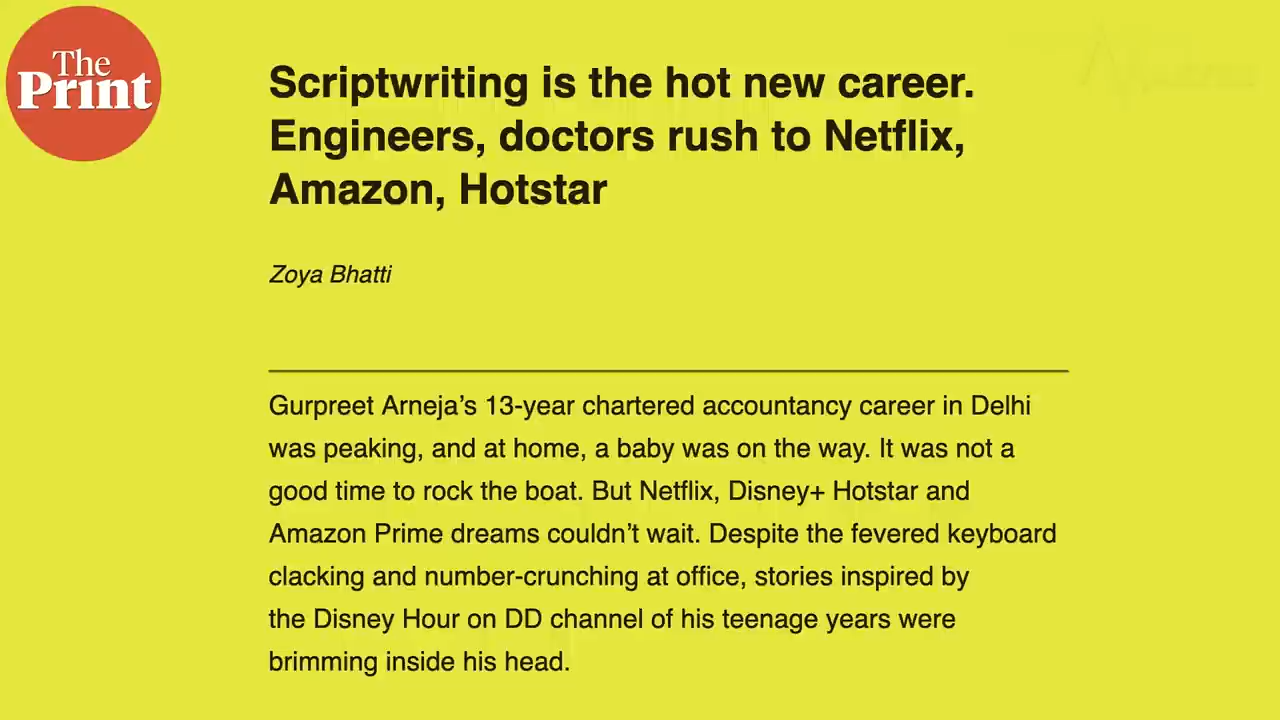 The
Print
Scriptwriting is the hot new career.
Engineers, doctors rush to Netflix,
Amazon, Hotstar
Zoya Bhatti
Gurpreet Arneja’s 13-year chartered accountancy career in Delhi
was peaking, and at home, a baby was on the way. It was not a
good time to rock the boat. But Netflix, Disney+ Hotstar and
Amazon Prime dreams couldn’t wait. Despite the fevered keyboard
clacking and number-crunching at office, stories inspired by
the Disney Hour on DD channel of his teenage years were
brimming inside his head.